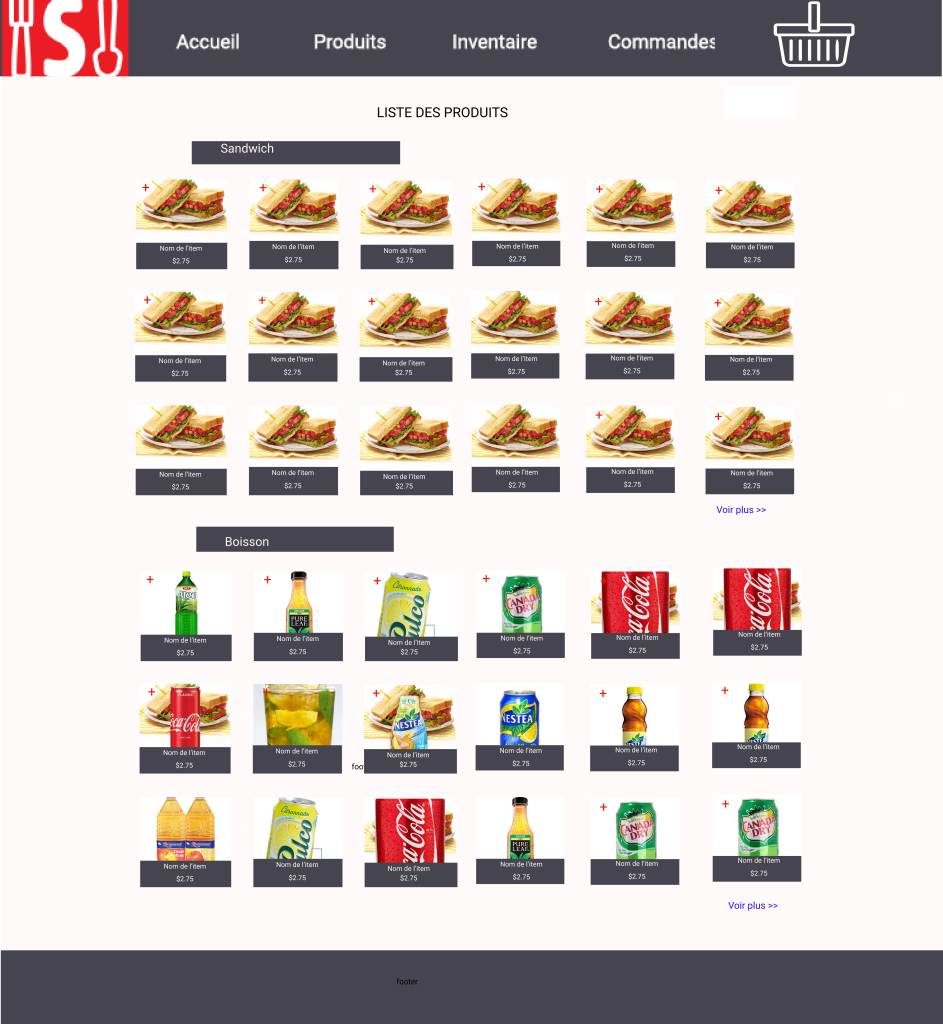 S
Accueil Produits Inventaire Commandes
LISTE DES PRODUITS
Sandwich
+ + + + + +
Nom de l'item Nom de l'item Nom de l'item Nom de l'item Nom de l'item Nom de l'item
$2.75 $2.75 $2.75 $2.75 $2.75 $2.75
+ + + + +
Nom de l'item Nom de l'item Nom de l'item Nom de l'item Nom de l'item Nom de l'item
$2.75 $2.75 $2.75 $2.75 $2.75 $2.75
+ +
Nom de l'item Nom de l'item Nom de l'item Nom de l'item Nom de l'item Nom de l'item
$2.75 $2.75 $2.75 $2.75 $2.75 $2.75
Voir plus >>
Boisson
+ + + + + +
Citronnade
Pulco
CANADA
DRY
Coca-Cola
Coca-Cola
PURE
LEAF
Nom de l'item Nom de l'item Nom de l'item Nom de l'item Nom de l'item Nom de l'item
$2.75 $2.75 $2.75 $2.75 $2.75 $2.75
+ + + + +
Coca-Cola
NESTEA
NESTEA
Nom de l'item Nom de l'item Nom de l'item Nom de l'item Nom de l'item Nom de l'item
$2.75 $2.75 $2.75 $2.75 $2.75 $2.75
foo
+ +
Citronnade
Pulco
Coca-Cola
PURE
LEAF
CANADA
DRY
CANADA
DRY
Nom de l'item Nom de l'item Nom de l'item Nom de l'item Nom de l'item Nom de l'item
$2.75 $2.75 $2.75 $2.75 $2.75 $2.75
Voir plus >>
footer